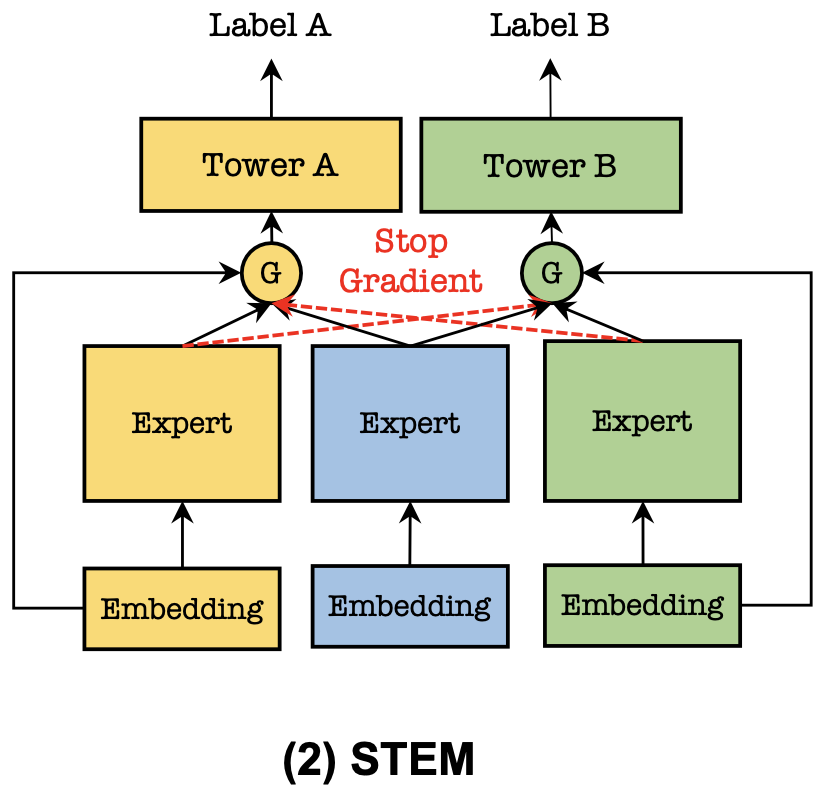 Label A
Label B
Tower A
Tower B
Stop
Gradient
G
G
Expert
Expert
Expert
Embedding
Embedding
Embedding
(2) STEM